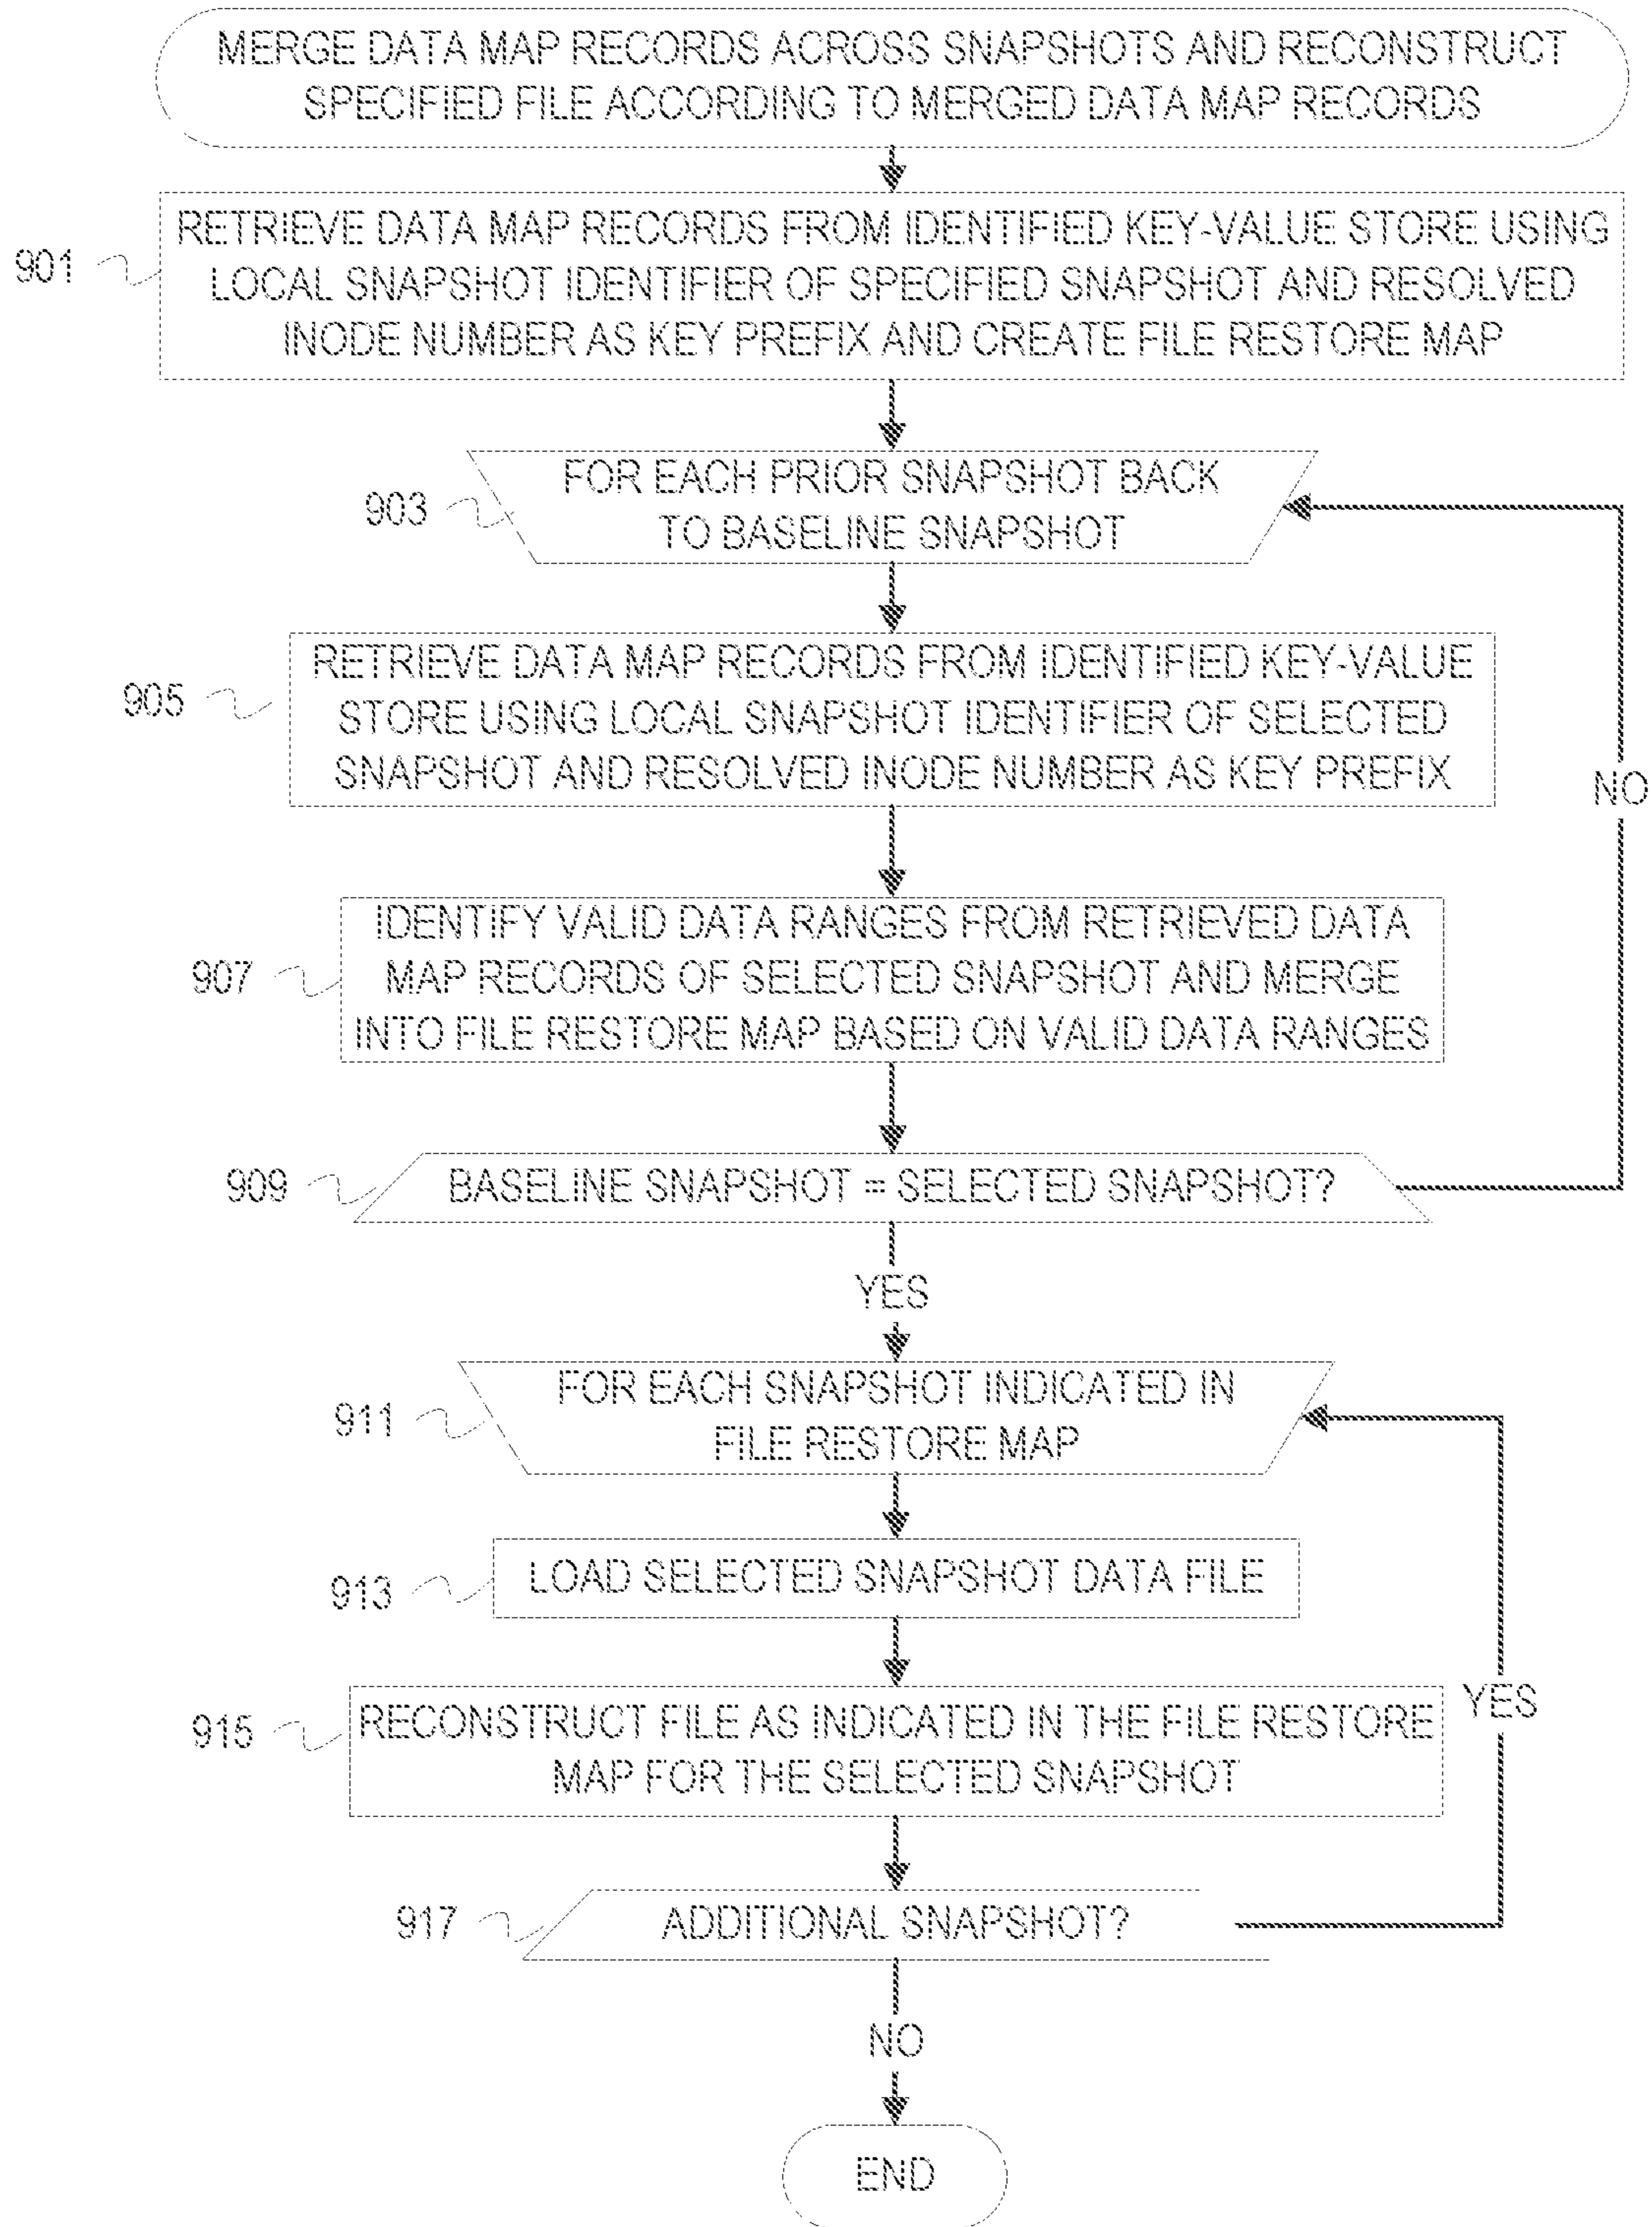 MERGE DATA MAP RECORDS ACROSS SNAPSHOTS AND RECONSTRUCT
SPECIFIED FILE ACCORDING TO MERGED DATA MAP RECORDS
901
RETRIEVE DATA MAP RECORDS FROM IDENTIFIED KEY-VALUE STORE USING
LOCAL SNAPSHOT IDENTIFIER OF SPECIFIED SNAPSHOT AND RESOLVED
INODE NUMBER AS KEY PREFIX AND CREATE FILE RESTORE MAP
903
FOR EACH PRIOR SNAPSHOT BACK
TO BASELINE SNAPSHOT
905
RETRIEVE DATA MAP RECORDS FROM IDENTIFIED KEY-VALUE
STORE USING LOCAL SNAPSHOT IDENTIFIER OF SELECTED
SNAPSHOT AND RESOLVED INODE NUMBER AS KEY PREFIX
NO
907
IDENTIFY VALID DATA RANGES FROM RETRIEVED DATA
MAP RECORDS OF SELECTED SNAPSHOT AND MERGE
INTO FILE RESTORE MAP BASED ON VALID DATA RANGES
909
BASELINE SNAPSHOT = SELECTED SNAPSHOT?
YES
911
FOR EACH SNAPSHOT INDICATED IN
FILE RESTORE MAP
913
LOAD SELECTED SNAPSHOT DATA FILE
915
RECONSTRUCT FILE AS INDICATED IN THE FILE RESTORE
MAP FOR THE SELECTED SNAPSHOT
YES
917
ADDITIONAL SNAPSHOT?
NO
END